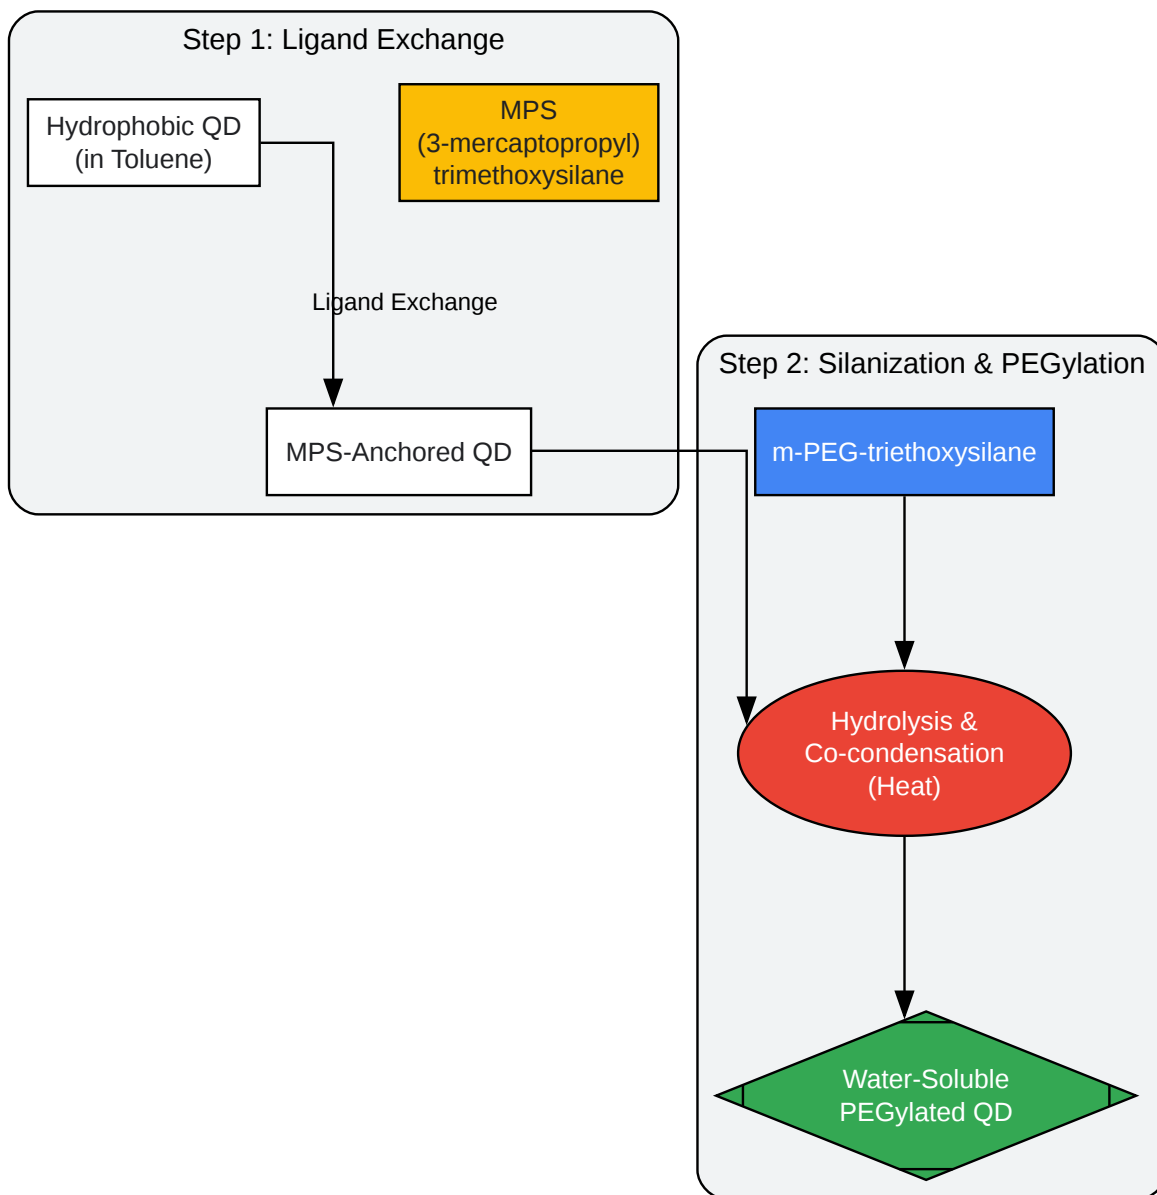 Step 1: Ligand Exchange
Hydrophobic QD
(in Toluene)
MPS
(3-mercaptopropyl)
trimethoxysilane
Ligand Exchange
MPS-Anchored QD
Step 2: Silanization & PEGylation
m-PEG-triethoxysilane
Hydrolysis &
Co-condensation
(Heat)
Water-Soluble
PEGylated QD